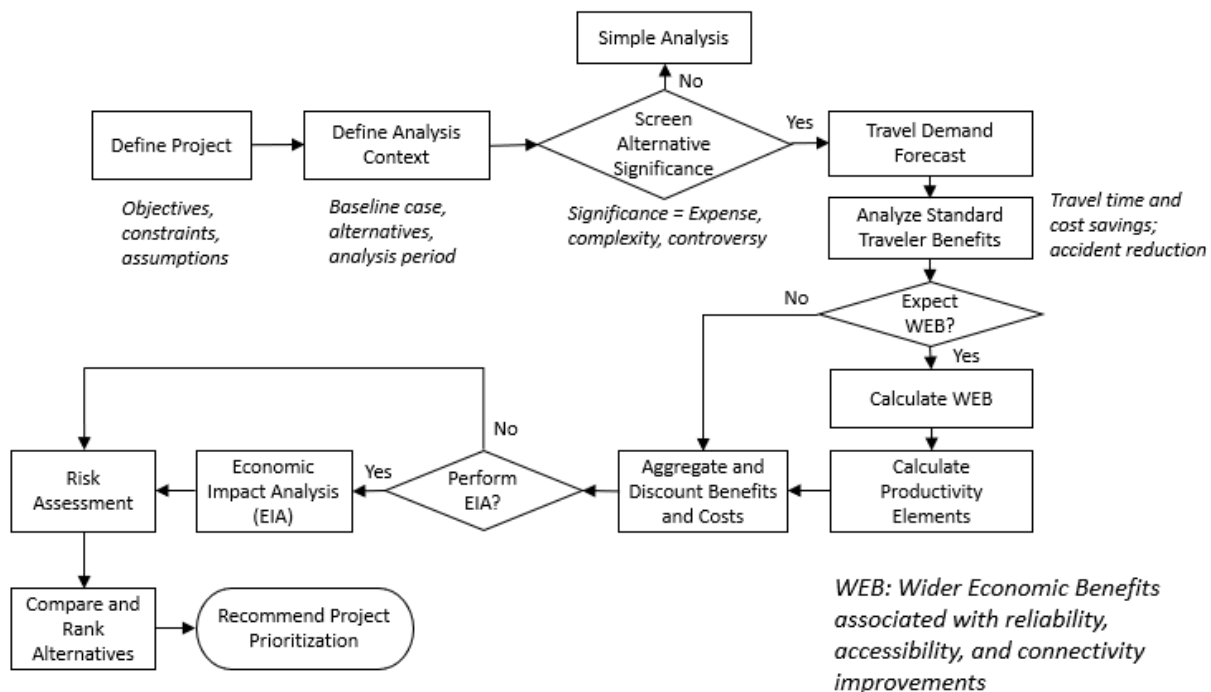 Simple Analysis
No
Define Project
Define Analysis
Context
Screen
Alternative
Significance
Yes
Travel Demand
Forecast
Objectives,
constraints,
assumptions
Baseline case,
alternatives,
analysis period
Significance = Expense,
complexity, controversy
Analyze Standard
Traveler Benefits
Travel time and
cost savings;
accident reduction
No
Expect
WEB?
Yes
Calculate WEB
No
Risk
Assessment
Economic
Impact Analysis
(EIA)
Yes
Perform
EIA?
Aggregate and
Discount Benefits
and Costs
Calculate
Productivity
Elements
Compare and
Rank
Alternatives
Recommend Project
Prioritization
WEB: Wider Economic Benefits
associated with reliability,
accessibility, and connectivity
improvements